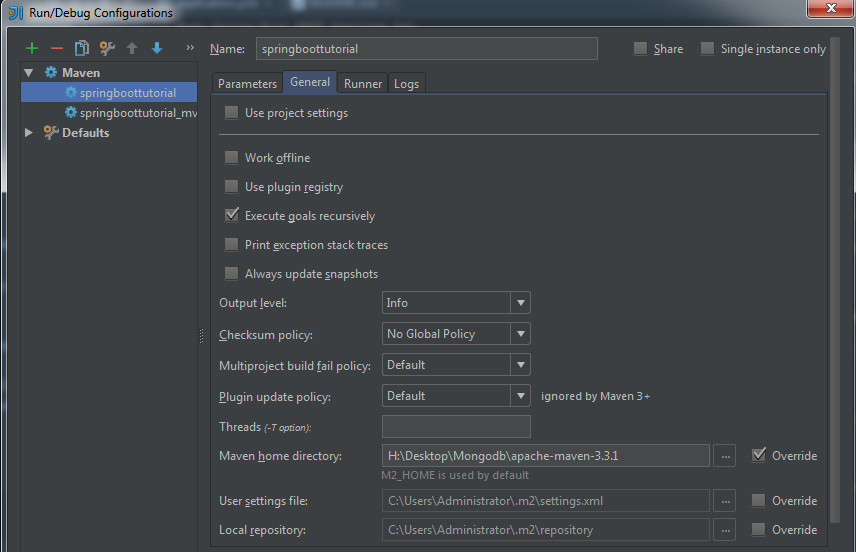 Run/Debug Configurations
Name: springboottutorial Share Single instance only
Maven
springboottutorial
springboottutorial_mv
Defaults
Parameters General Runner Logs
Use project settings
Work offline
Use plugin registry
Execute goals recursively
Print exception stack traces
Always update snapshots
Output level: Info
Checksum policy: No Global Policy
Multiproject build fail policy: Default
Plugin update policy: Default ignored by Maven 3+
Threads (-T option):
Maven home directory: H:\Desktop\Mongodb\apache-maven-3.3.1 ... Override
M2_HOME is used by default
User settings file: C:\Users\Administrator\.m2\settings.xml ... Override
Local repository: C:\Users\Administrator\.m2\repository ... Override